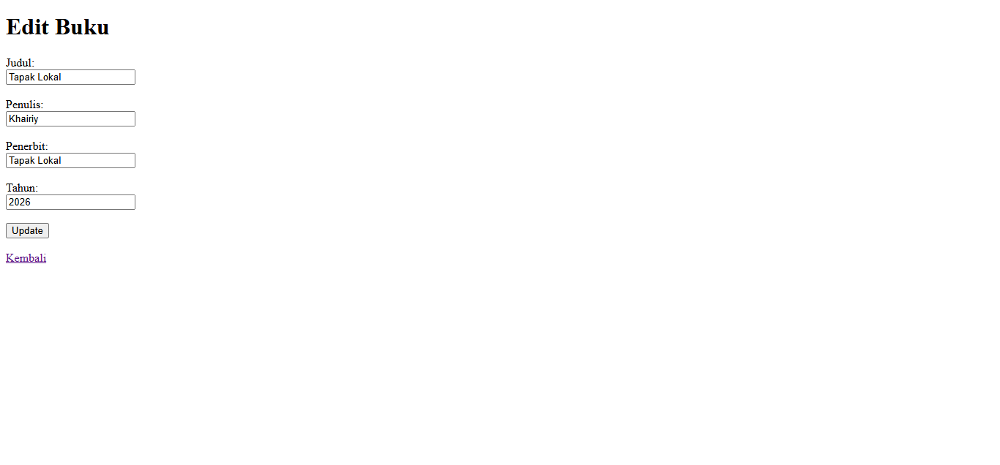 Edit Buku
Judul:
Tapak Lokal
Penulis:
Khairiy
Penerbit:
Tapak Lokal
Tahun:
2026
Update
Kembali